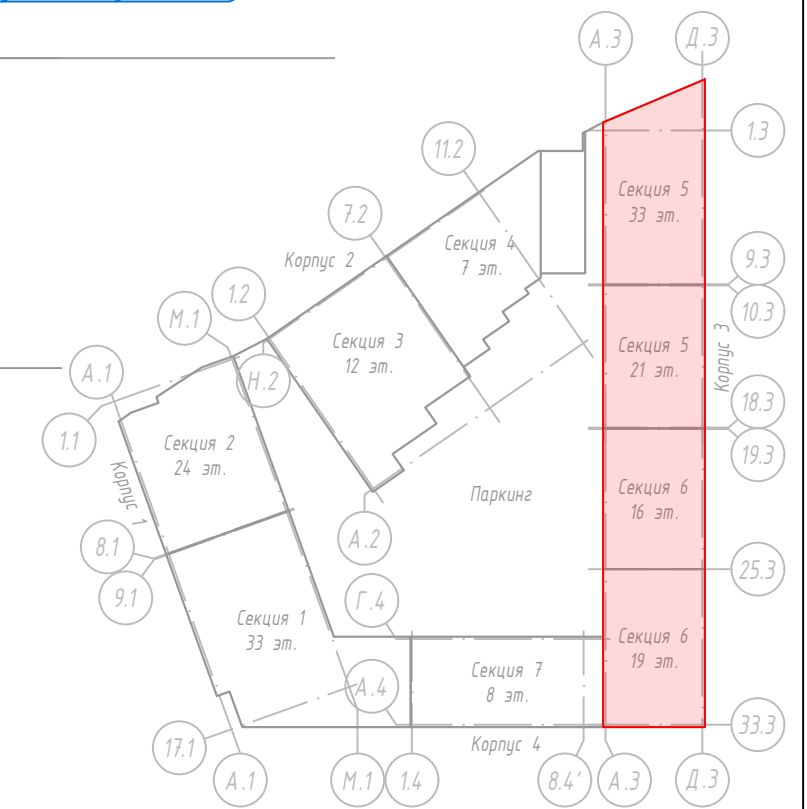 А.3
Д.3
1.3
11.2
Секция 5
33 эт.
7.2
Секция 4
7 эт.
Корпус 2
9.3
1.2
10.3
М.1
Секция 3
12 эт.
Секция 5
21 эт.
Корпус 3
А.1
Н.2
18.3
1.1
Секция 2
24 эт.
19.3
Корпус 1
Паркинг
Секция 6
16 эт.
8.1
А.2
25.3
9.1
Г.4
Секция 1
33 эт.
Секция 6
19 эт.
Секция 7
8 эт.
А.4
33.3
17.1
Корпус 4
А.1
М.1
1.4
8.4'
А.3
Д.3